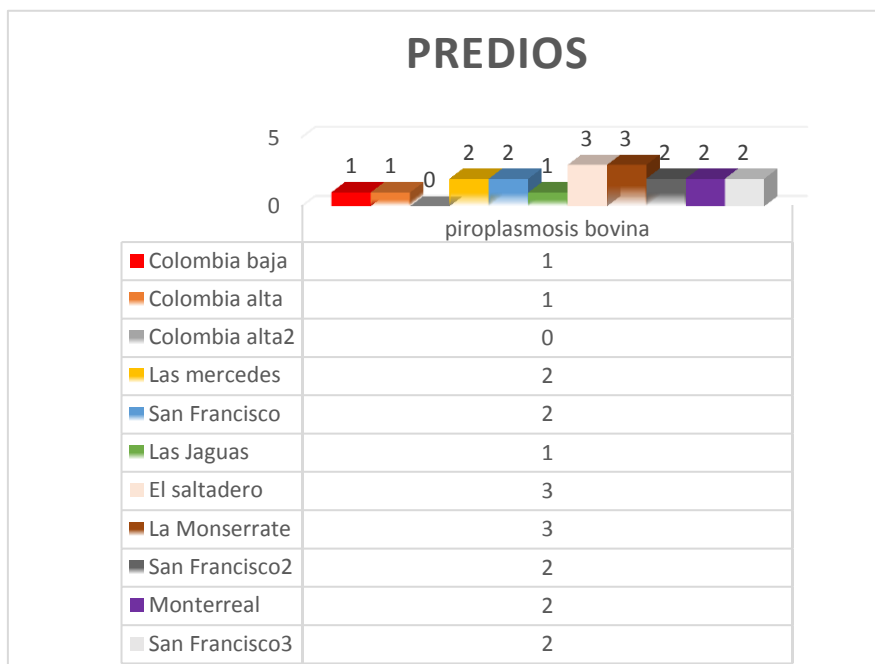 PREDIOS
5
0
1 1 0 2 2 1 3 3 2 2 2
piroplasmosis bovina
Colombia baja 1
Colombia alta 1
Colombia alta2 0
Las mercedes 2
San Francisco 2
Las Jaguas 1
El saltadero 3
La Monserrate 3
San Francisco2 2
Monterreal 2
San Francisco3 2